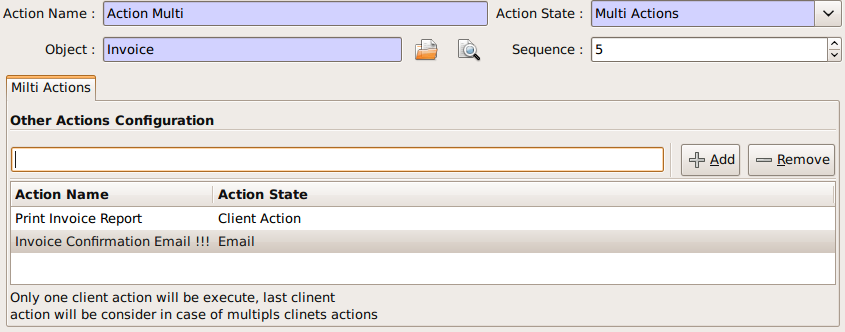 Action Name : Action Multi Action State : Multi Actions
Object : Invoice Sequence : 5
Milti Actions
Other Actions Configuration
Add Remove
Action Name Action State
Print Invoice Report Client Action
Invoice Confirmation Email !!! Email
Only one client action will be execute, last clinent
action will be consider in case of multipls clinets actions